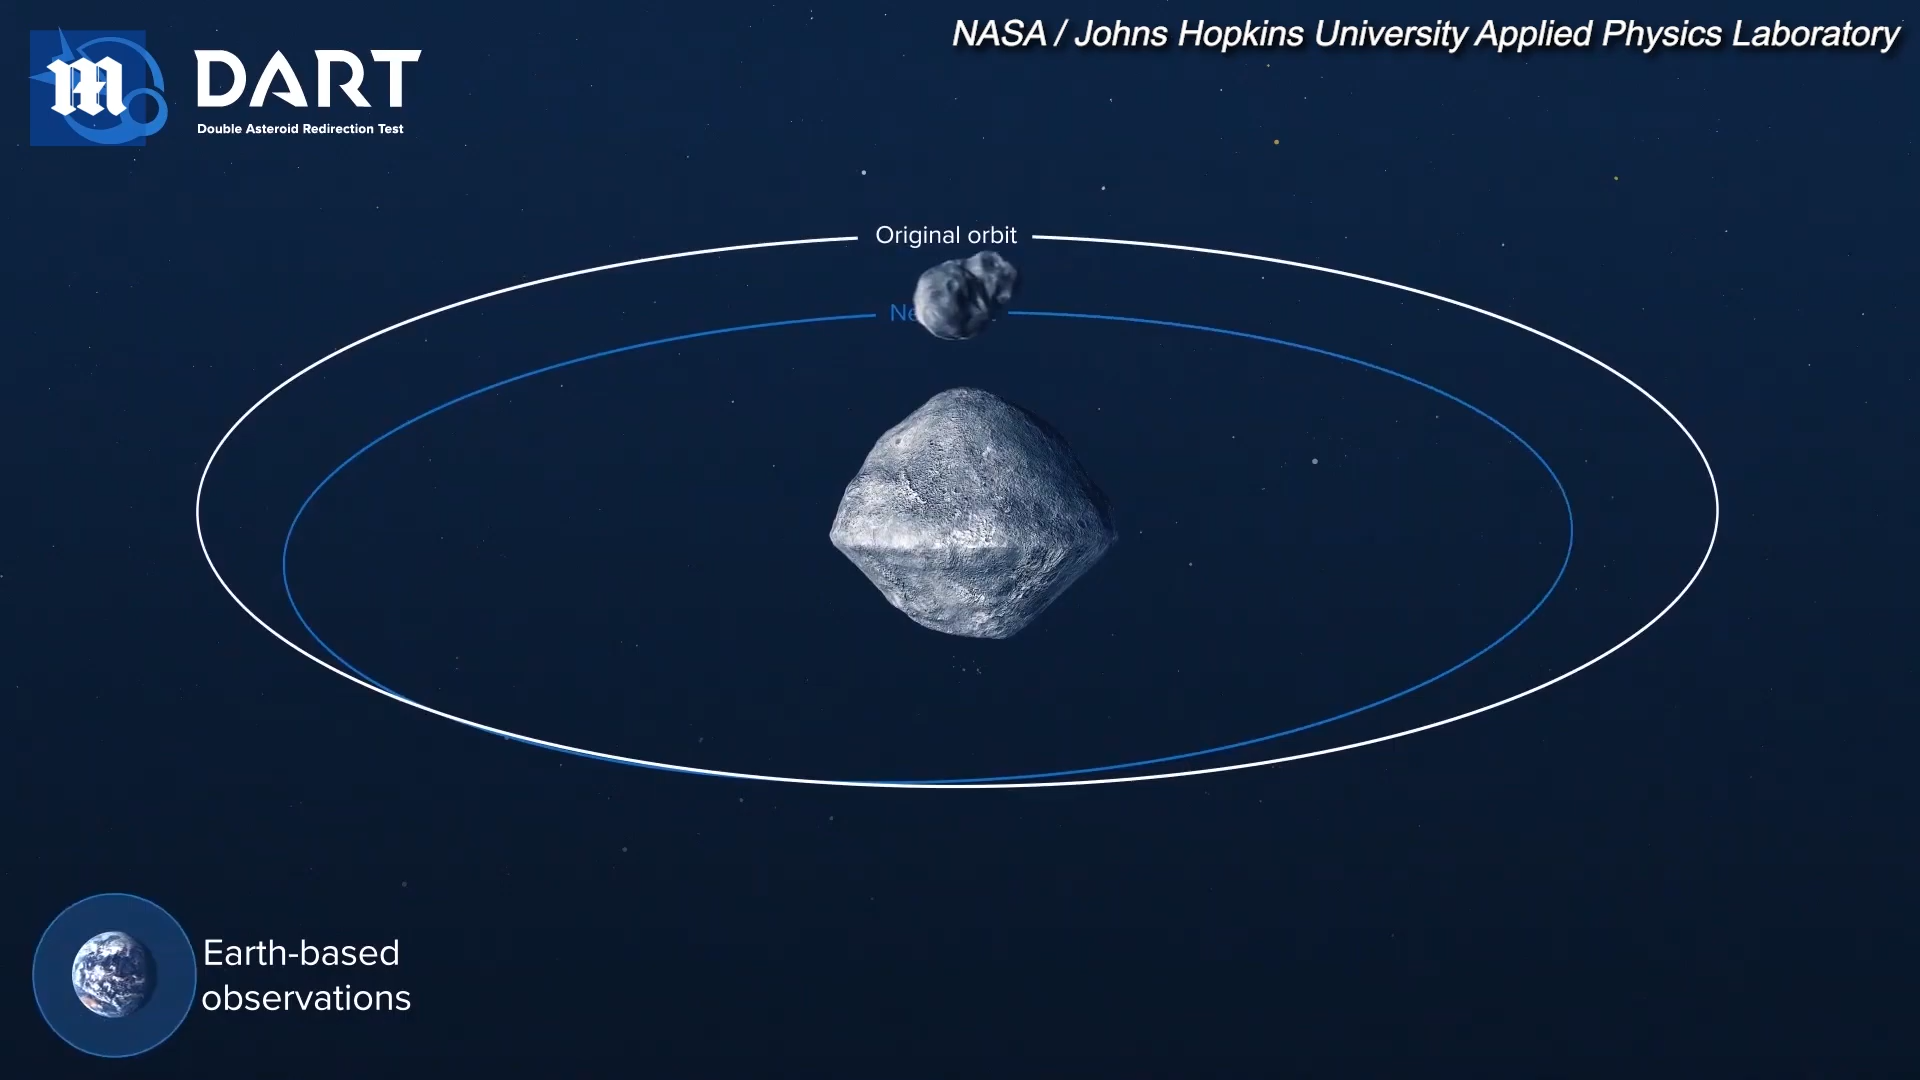 NASA / Johns Hopkins University Applied Physics Laboratory
m
DART
Double Asteroid Redirection Test
Original orbit
Earth-based
observations